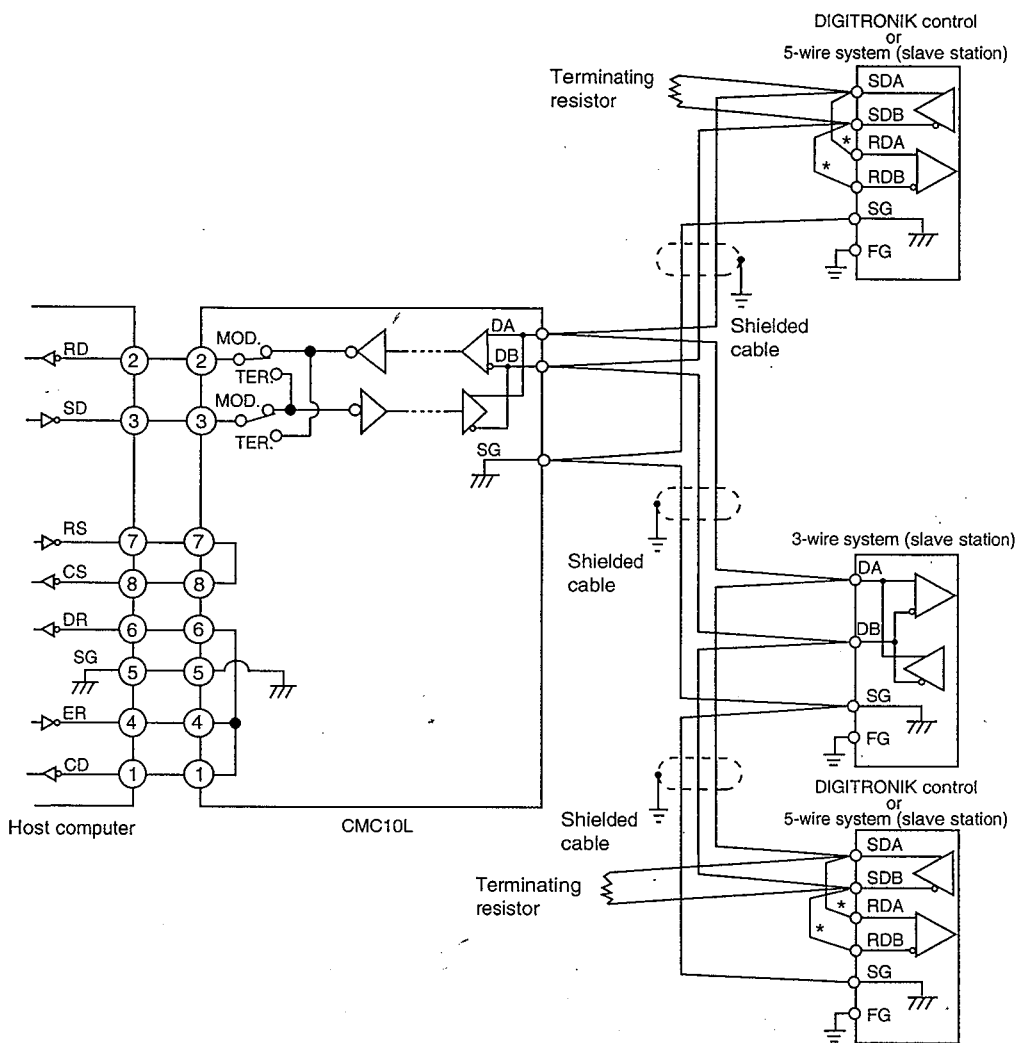 DIGITRONIK control
or
5-wire system (slave station)
Terminating
resistor
SDA
SDB
*
RDA
*
RDB
SG
FG
Shielded
cable
RD
2
2
MOD.
TER.
DA
DB
SD
3
3
MOD.
TER.
SG
RS
7
7
CS
8
8
DR
6
6
SG
5
5
ER
4
4
CD
1
1
Host computer
CMC10L
Shielded
cable
3-wire system (slave station)
DA
DB
SG
FG
Shielded
cable
DIGITRONIK control
or
5-wire system (slave station)
Terminating
resistor
SDA
SDB
*
RDA
*
RDB
SG
FG